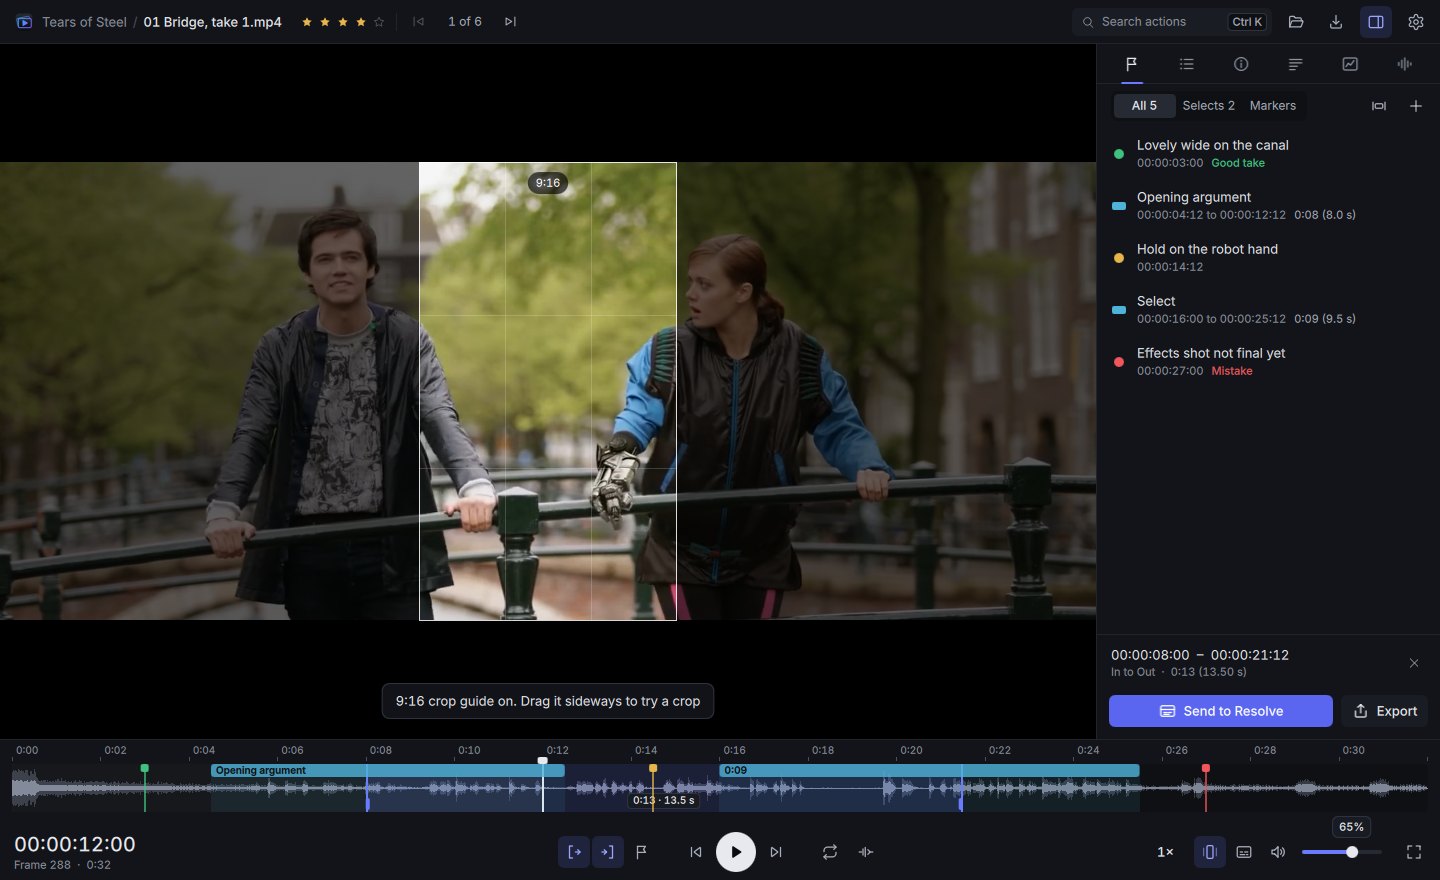 Tears of Steel / 01 Bridge, take 1.mp4
1 of 6
Search actions
Ctrl K
All 5
Selects 2
Markers
Lovely wide on the canal
00:00:03:00 Good take
Opening argument
00:00:04:12 to 00:00:12:12 0:08 (8.0 s)
Hold on the robot hand
00:00:14:12
Select
00:00:16:00 to 00:00:25:12 0:09 (9.5 s)
Effects shot not final yet
00:00:27:00 Mistake
9:16
9:16 crop guide on. Drag it sideways to try a crop
00:00:08:00 – 00:00:21:12
In to Out · 0:13 (13.50 s)
Send to Resolve
Export
0:00 0:02 0:04 0:06 0:08 0:10 0:12 0:14 0:16 0:18 0:20 0:22 0:24 0:26 0:28 0:30
Opening argument
0:09
0:13 · 13.5 s
00:00:12:00
Frame 288 · 0:32
1×
65%